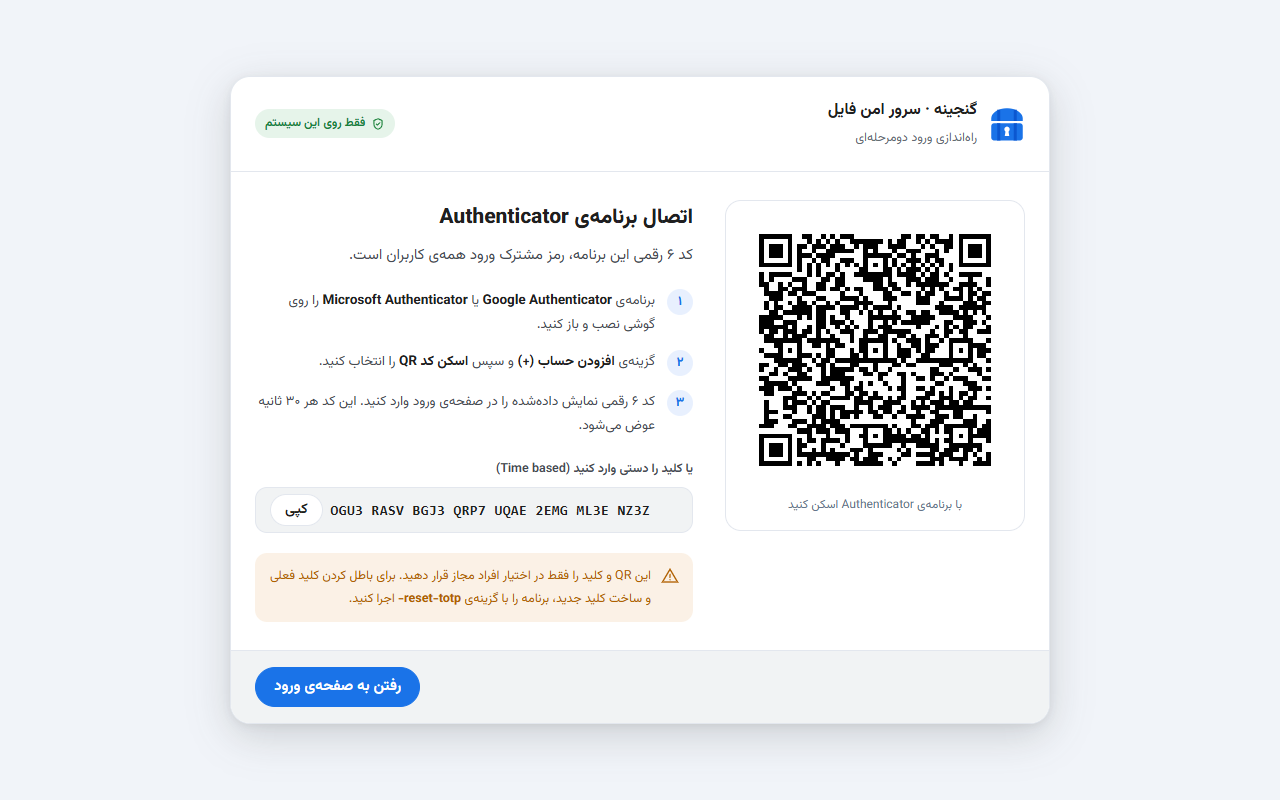 گنجینه · سرور امن فایل
راه‌اندازی ورود دومرحله‌ای
فقط روی این سیستم
با برنامه‌ی Authenticator اسکن کنید
اتصال برنامه‌ی Authenticator
کد ۶ رقمی این برنامه، رمز مشترک ورود همه‌ی کاربران است.
۱
برنامه‌ی Google Authenticator یا Microsoft Authenticator را روی
گوشی نصب و باز کنید.
۲
گزینه‌ی افزودن حساب (+) و سپس اسکن کد QR را انتخاب کنید.
۳
کد ۶ رقمی نمایش داده‌شده را در صفحه‌ی ورود وارد کنید. این کد هر ۳۰ ثانیه
عوض می‌شود.
یا کلید را دستی وارد کنید (Time based)
OGU3 RASV BGJ3 QRP7 UQAE 2EMG ML3E NZ3Z
کپی
این QR و کلید را فقط در اختیار افراد مجاز قرار دهید. برای باطل کردن کلید فعلی
و ساخت کلید جدید، برنامه را با گزینه‌ی reset-totp- اجرا کنید.
رفتن به صفحه‌ی ورود